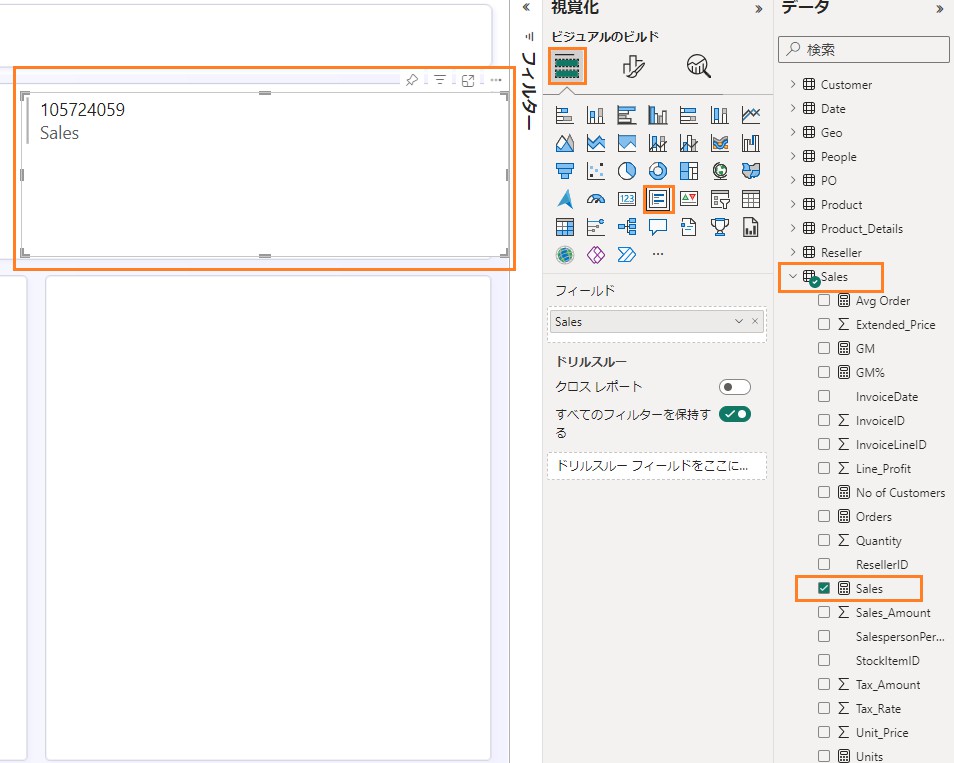 105724059
Sales
フィルター
視覚化
ビジュアルのビルド
123
フィールド
Sales
ドリルスルー
クロス レポート
すべてのフィルターを保持す
る
ドリルスルー フィールドをここに...
データ
検索
Customer
Date
Geo
People
PO
Product
Product_Details
Reseller
Sales
Avg Order
Extended_Price
GM
GM%
InvoiceDate
InvoiceID
InvoiceLineID
Line_Profit
No of Customers
Orders
Quantity
ResellerID
Sales
Sales_Amount
SalespersonPer...
StockItemID
Tax_Amount
Tax_Rate
Unit_Price
Units